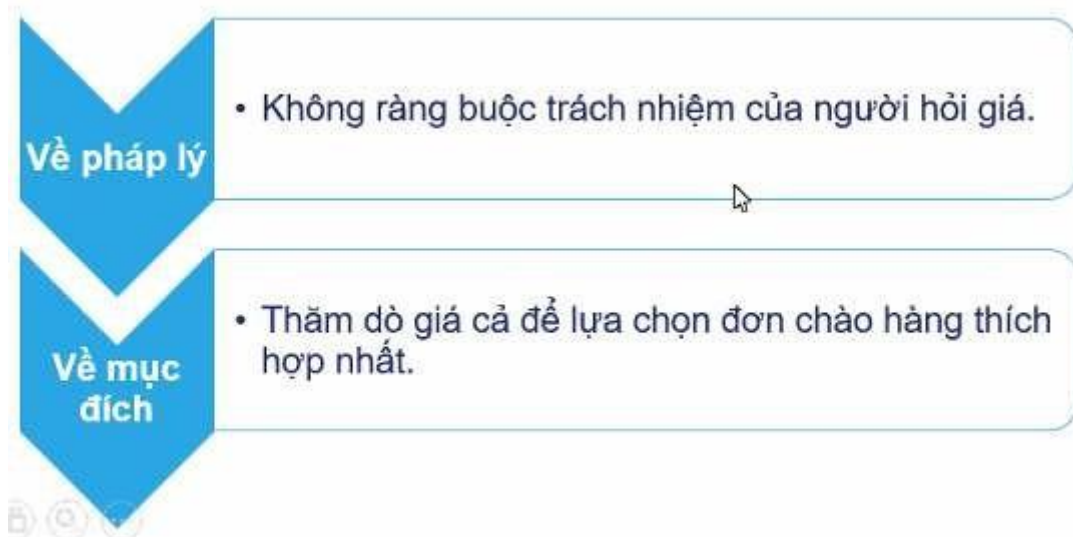 Về pháp lý
• Không ràng buộc trách nhiệm của người hỏi giá.
Về mục
đích
• Thăm dò giá cả để lựa chọn đơn chào hàng thích
hợp nhất.